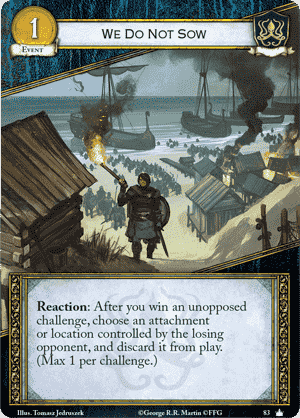 1
EVENT
WE DO NOT SOW
Reaction: After you win an unopposed
challenge, choose an attachment
or location controlled by the losing
opponent, and discard it from play.
(Max 1 per challenge.)
Illus. Tomasz Jedruszek
©George R.R. Martin ©FFG
83